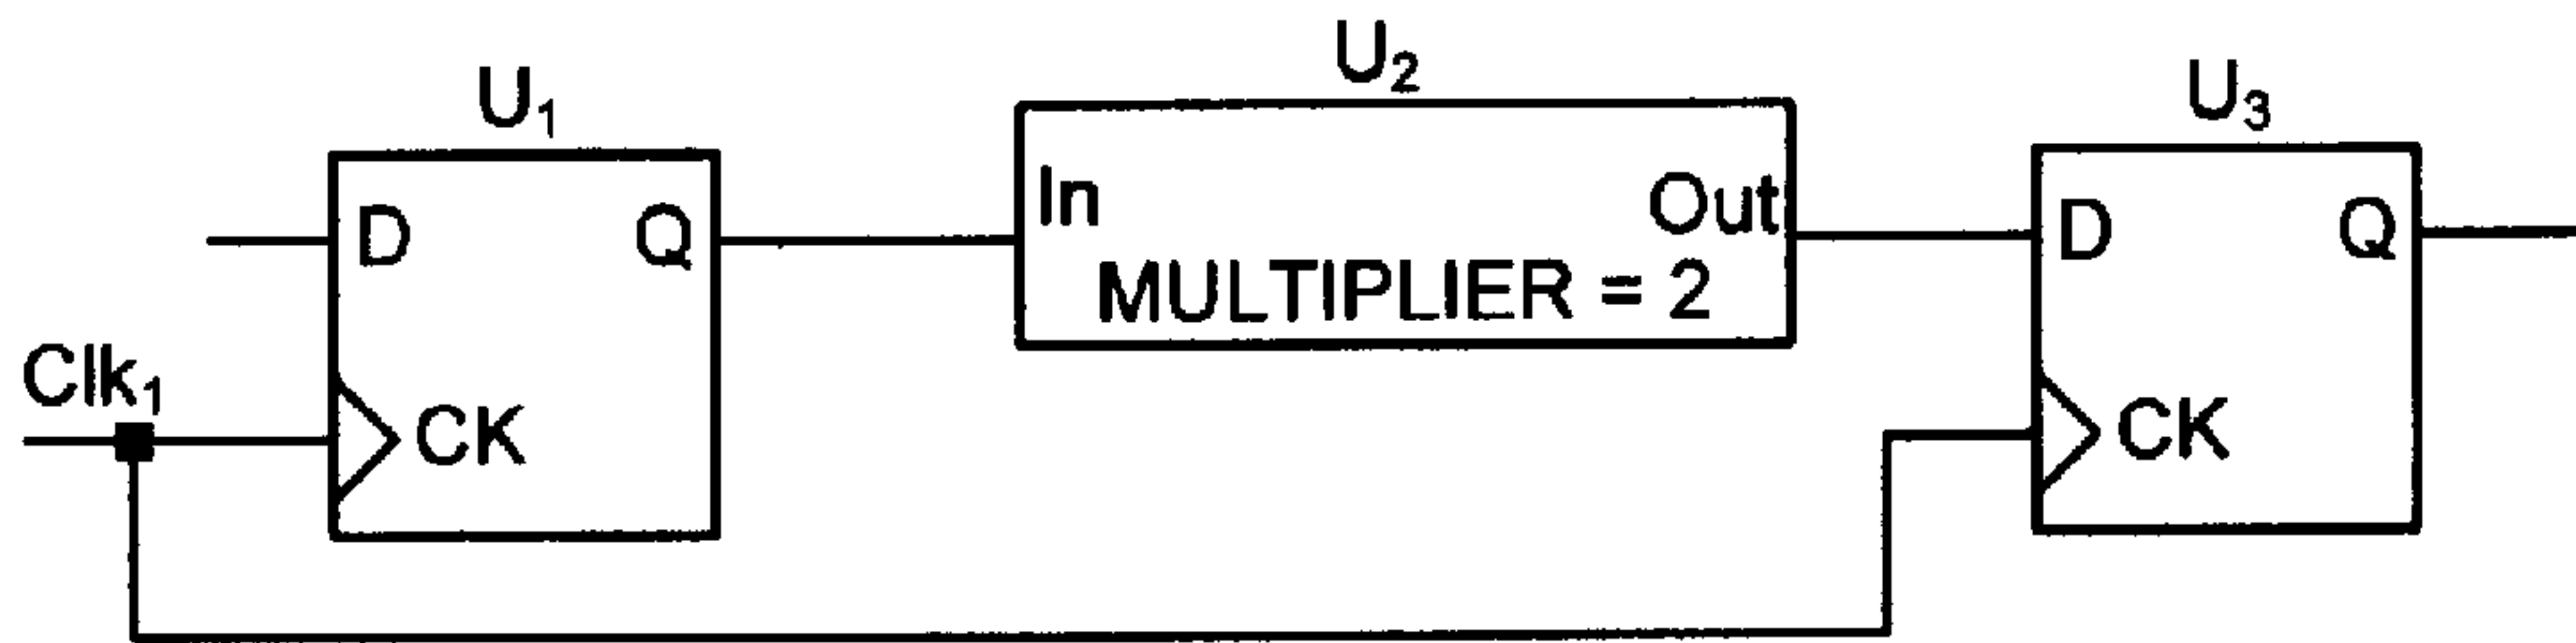 U₁
U₂
U₃
D Q
In Out
MULTIPLIER = 2
D Q
Clk₁
CK
CK